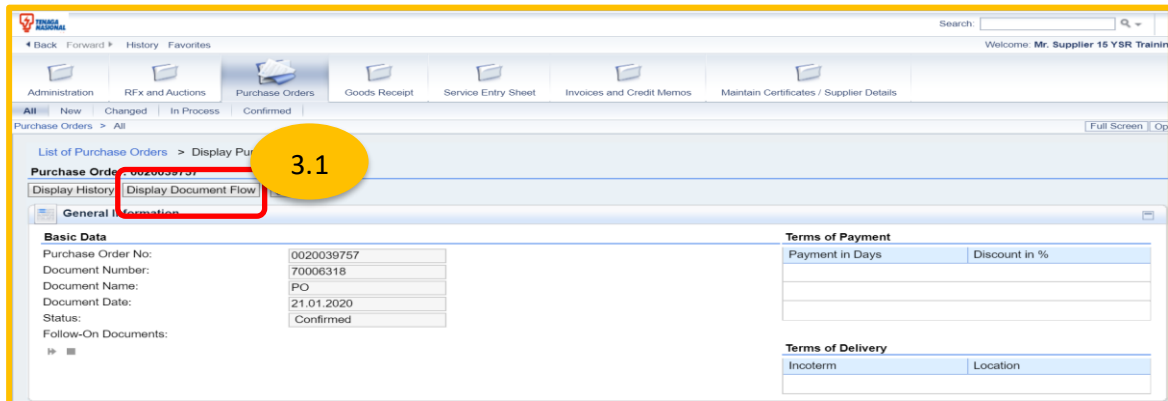 TENAGA
NASIONAL
Search:
Back Forward History Favorites
Welcome: Mr. Supplier 15 YSR Trainin
Administration RFx and Auctions Purchase Orders Goods Receipt Service Entry Sheet Invoices and Credit Memos Maintain Certificates / Supplier Details
All New Changed In Process Confirmed
Purchase Orders > All
Full Screen Op
List of Purchase Orders > Display Pu
3.1
Purchase Orde 0020039757
Display History Display Document Flow
General Information
Basic Data
Terms of Payment
Purchase Order No: 0020039757
Payment in Days Discount in %
Document Number: 70006318
Document Name: PO
Document Date: 21.01.2020
Status: Confirmed
Follow-On Documents:
Terms of Delivery
Incoterm Location